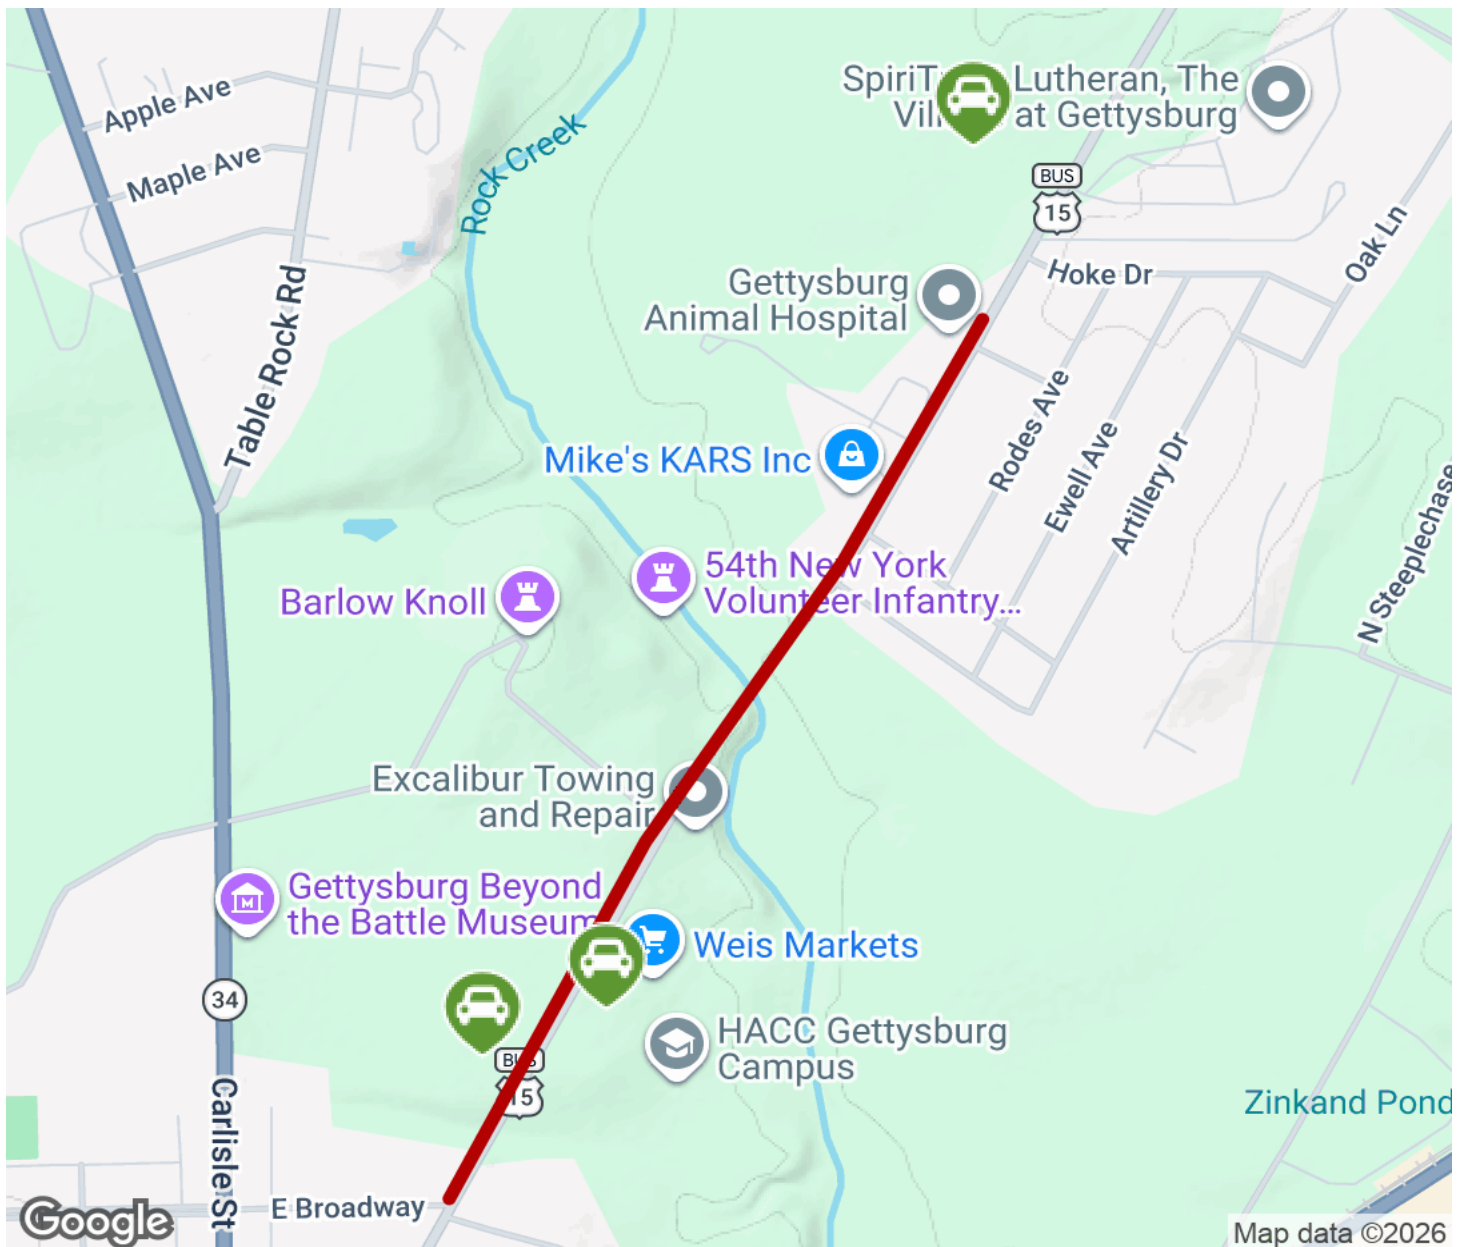 Apple Ave
Maple Ave
Rock Creek
SpiriT Lutheran, The
Vil at Gettysburg
BUS
15
Hoke Dr
Oak Ln
Gettysburg
Animal Hospital
Table Rock Rd
Mike's KARS Inc
Rodes Ave
Ewell Ave
Artillery Dr
N Steeplechase
54th New York
Volunteer Infantry...
Barlow Knoll
Excalibur Towing
and Repair
Gettysburg Beyond
the Battle Museum
Weis Markets
34
HACC Gettysburg
Campus
BUS
15
Carlisle St
Zinkand Pond
E Broadway
Google
Map data ©2026